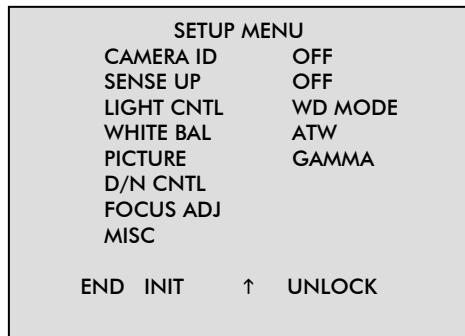 SETUP MENU
CAMERA ID OFF
SENSE UP OFF
LIGHT CNTL WD MODE
WHITE BAL ATW
PICTURE GAMMA
D/N CNTL
FOCUS ADJ
MISC
END INIT ↑ UNLOCK